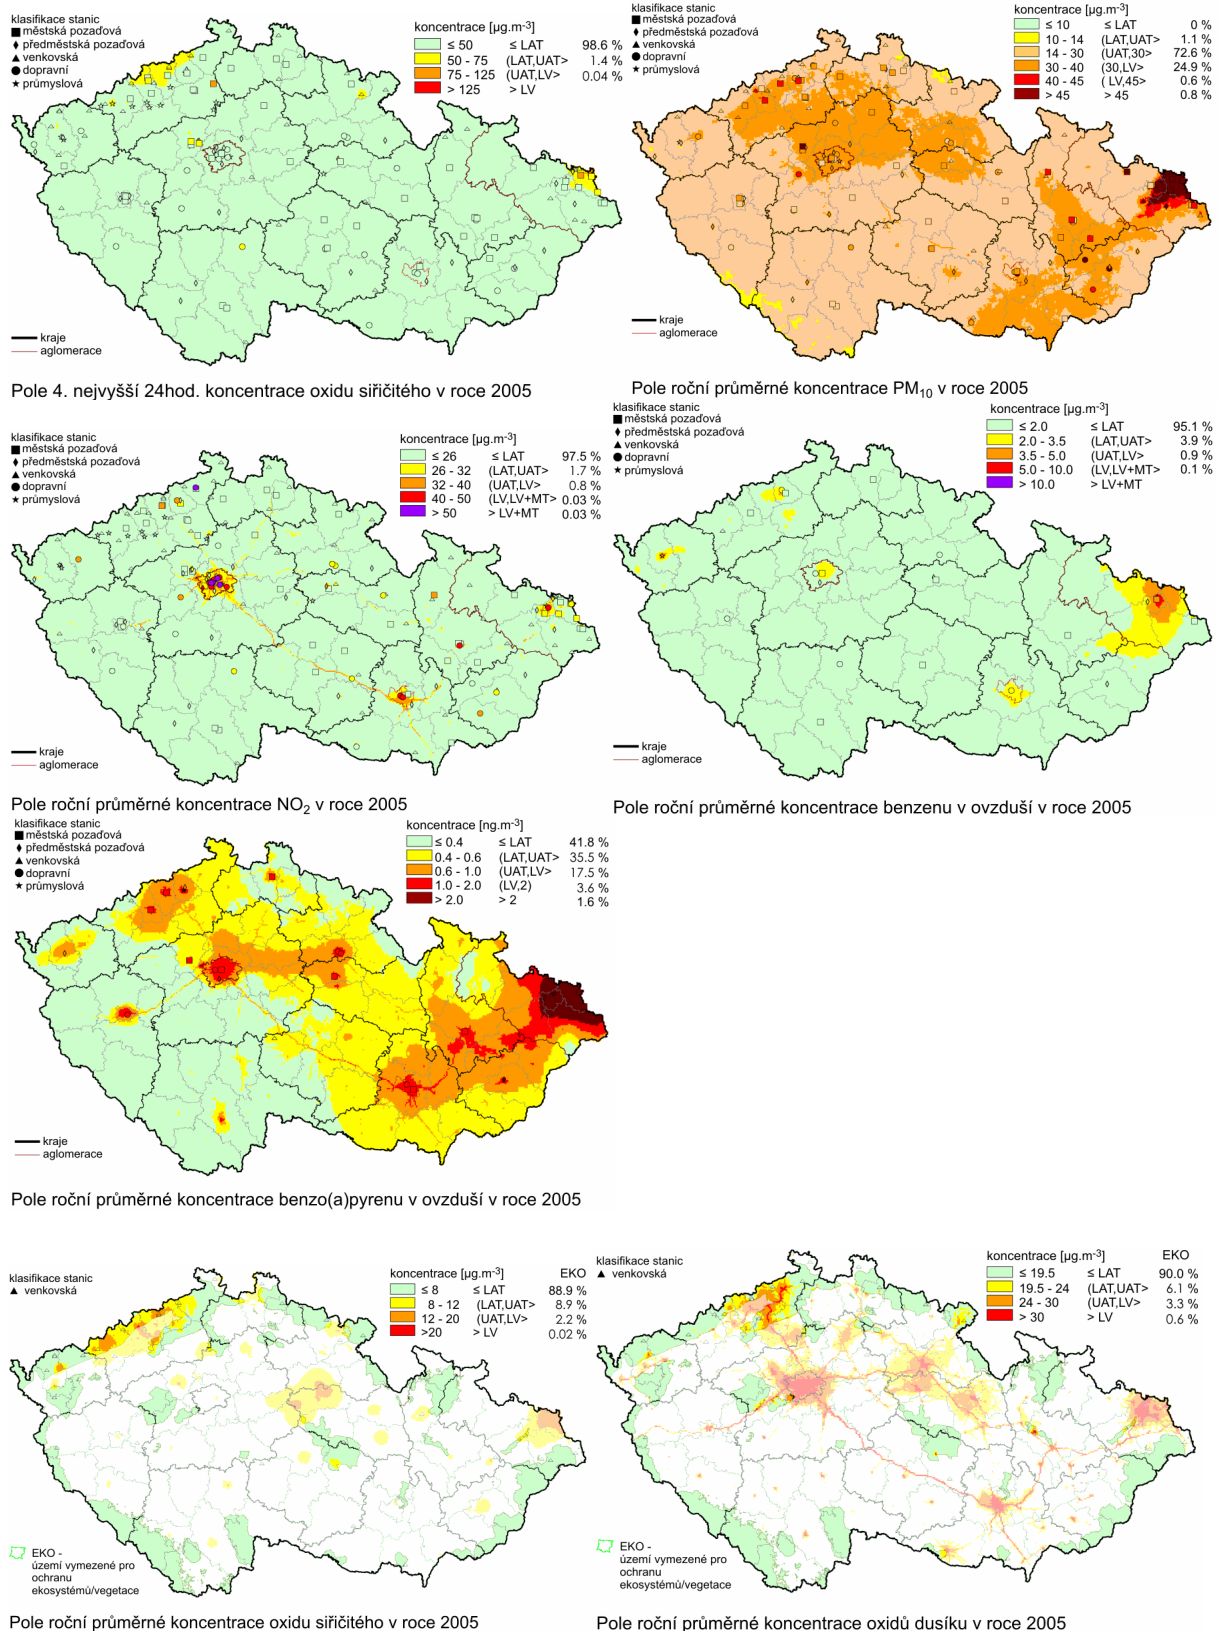 klasifikace stanic
městská pozaďová
předměstská pozaďová
venkovská
dopravní
průmyslová
koncentrace [µg.m-3]
≤ 50 ≤ LAT 98.6 %
50 - 75 (LAT,UAT> 1.4 %
75 - 125 (UAT,LV> 0.04 %
> 125 > LV
kraje
aglomerace
Pole 4. nejvyšší 24hod. koncentrace oxidu siřičitého v roce 2005
klasifikace stanic
městská pozaďová
předměstská pozaďová
venkovská
dopravní
průmyslová
koncentrace [µg.m-3]
≤ 10 ≤ LAT 0 %
10 - 14 (LAT,UAT> 1.1 %
14 - 30 (UAT,30> 72.6 %
30 - 40 (30,LV> 24.9 %
40 - 45 ( LV,45> 0.6 %
> 45 > 45 0.8 %
kraje
aglomerace
Pole roční průměrné koncentrace PM10 v roce 2005
klasifikace stanic
městská pozaďová
předměstská pozaďová
venkovská
dopravní
průmyslová
koncentrace [µg.m-3]
≤ 26 ≤ LAT 97.5 %
26 - 32 (LAT,UAT> 1.7 %
32 - 40 (UAT,LV> 0.8 %
40 - 50 (LV,LV+MT> 0.03 %
> 50 > LV+MT 0.03 %
kraje
aglomerace
Pole roční průměrné koncentrace NO2 v roce 2005
klasifikace stanic
městská pozaďová
předměstská pozaďová
venkovská
dopravní
průmyslová
koncentrace [µg.m-3]
≤ 2.0 ≤ LAT 95.1 %
2.0 - 3.5 (LAT,UAT> 3.9 %
3.5 - 5.0 (UAT,LV> 0.9 %
5.0 - 10.0 (LV,LV+MT> 0.1 %
> 10.0 > LV+MT
kraje
aglomerace
Pole roční průměrné koncentrace benzenu v ovzduší v roce 2005
klasifikace stanic
městská pozaďová
předměstská pozaďová
venkovská
dopravní
průmyslová
koncentrace [ng.m-3]
≤ 0.4 ≤ LAT 41.8 %
0.4 - 0.6 (LAT,UAT> 35.5 %
0.6 - 1.0 (UAT,LV> 17.5 %
1.0 - 2.0 (LV,2) 3.6 %
> 2.0 > 2 1.6 %
kraje
aglomerace
Pole roční průměrné koncentrace benzo(a)pyrenu v ovzduší v roce 2005
klasifikace stanic
venkovská
koncentrace [µg.m-3] EKO
≤ 8 ≤ LAT 88.9 %
8 - 12 (LAT,UAT> 8.9 %
12 - 20 (UAT,LV> 2.2 %
>20 > LV 0.02 %
EKO -
území vymezené pro
ochranu
ekosystémů/vegetace
Pole roční průměrné koncentrace oxidu siřičitého v roce 2005
klasifikace stanic
venkovská
koncentrace [µg.m-3] EKO
≤ 19.5 ≤ LAT 90.0 %
19.5 - 24 (LAT,UAT> 6.1 %
24 - 30 (UAT,LV> 3.3 %
> 30 > LV 0.6 %
EKO -
území vymezené pro
ochranu
ekosystémů/vegetace
Pole roční průměrné koncentrace oxidů dusíku v roce 2005